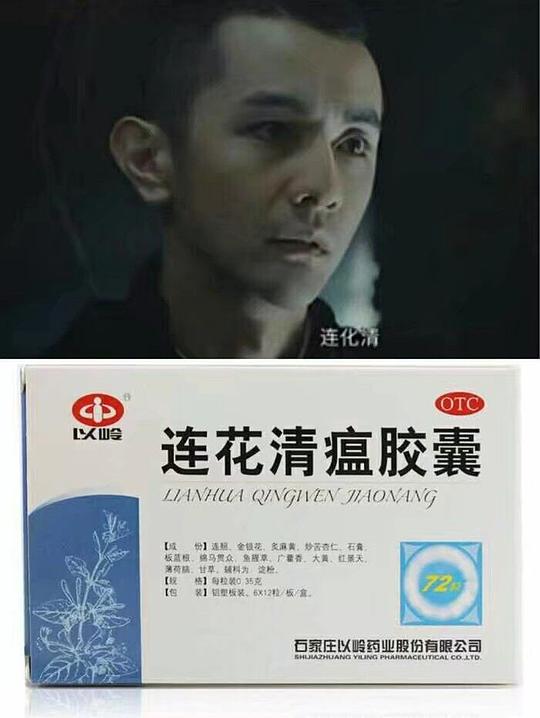 连化清
以岭
OTC
连花清瘟胶囊
LIANHUA QINGWEN JIAONANG
【成 份】连翘、金银花、炙麻黄、炒苦杏仁、石膏、
板蓝根、绵马贯众、鱼腥草、广藿香、大黄、红景天、
薄荷脑、甘草。辅料为 淀粉。
【规 格】每粒装0.35克
【包 装】铝塑板装。6X12粒/板/盒。
72粒
石家庄以岭药业股份有限公司
SHIJIAZHUANG YILING PHARMACEUTICAL CO.,LTD.